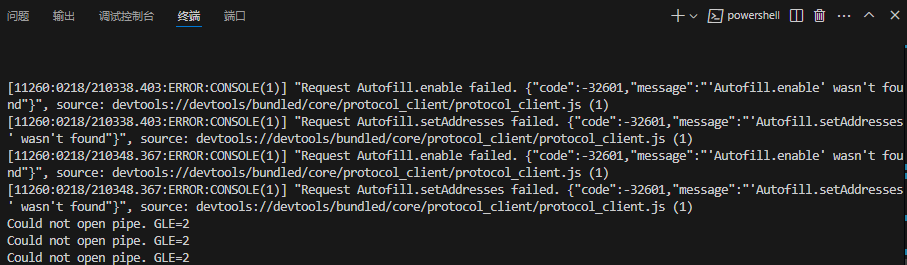 问题 输出 调试控制台 终端 端口 powershell
[11260:0218/210338.403:ERROR:CONSOLE(1)] "Request Autofill.enable failed. {"code":-32601,"message":"'Autofill.enable' wasn't fou
nd"}", source: devtools://devtools/bundled/core/protocol_client/protocol_client.js (1)
[11260:0218/210338.403:ERROR:CONSOLE(1)] "Request Autofill.setAddresses failed. {"code":-32601,"message":"'Autofill.setAddresses
' wasn't found"}", source: devtools://devtools/bundled/core/protocol_client/protocol_client.js (1)
[11260:0218/210348.367:ERROR:CONSOLE(1)] "Request Autofill.enable failed. {"code":-32601,"message":"'Autofill.enable' wasn't fou
nd"}", source: devtools://devtools/bundled/core/protocol_client/protocol_client.js (1)
[11260:0218/210348.367:ERROR:CONSOLE(1)] "Request Autofill.setAddresses failed. {"code":-32601,"message":"'Autofill.setAddresses
' wasn't found"}", source: devtools://devtools/bundled/core/protocol_client/protocol_client.js (1)
Could not open pipe. GLE=2
Could not open pipe. GLE=2
Could not open pipe. GLE=2